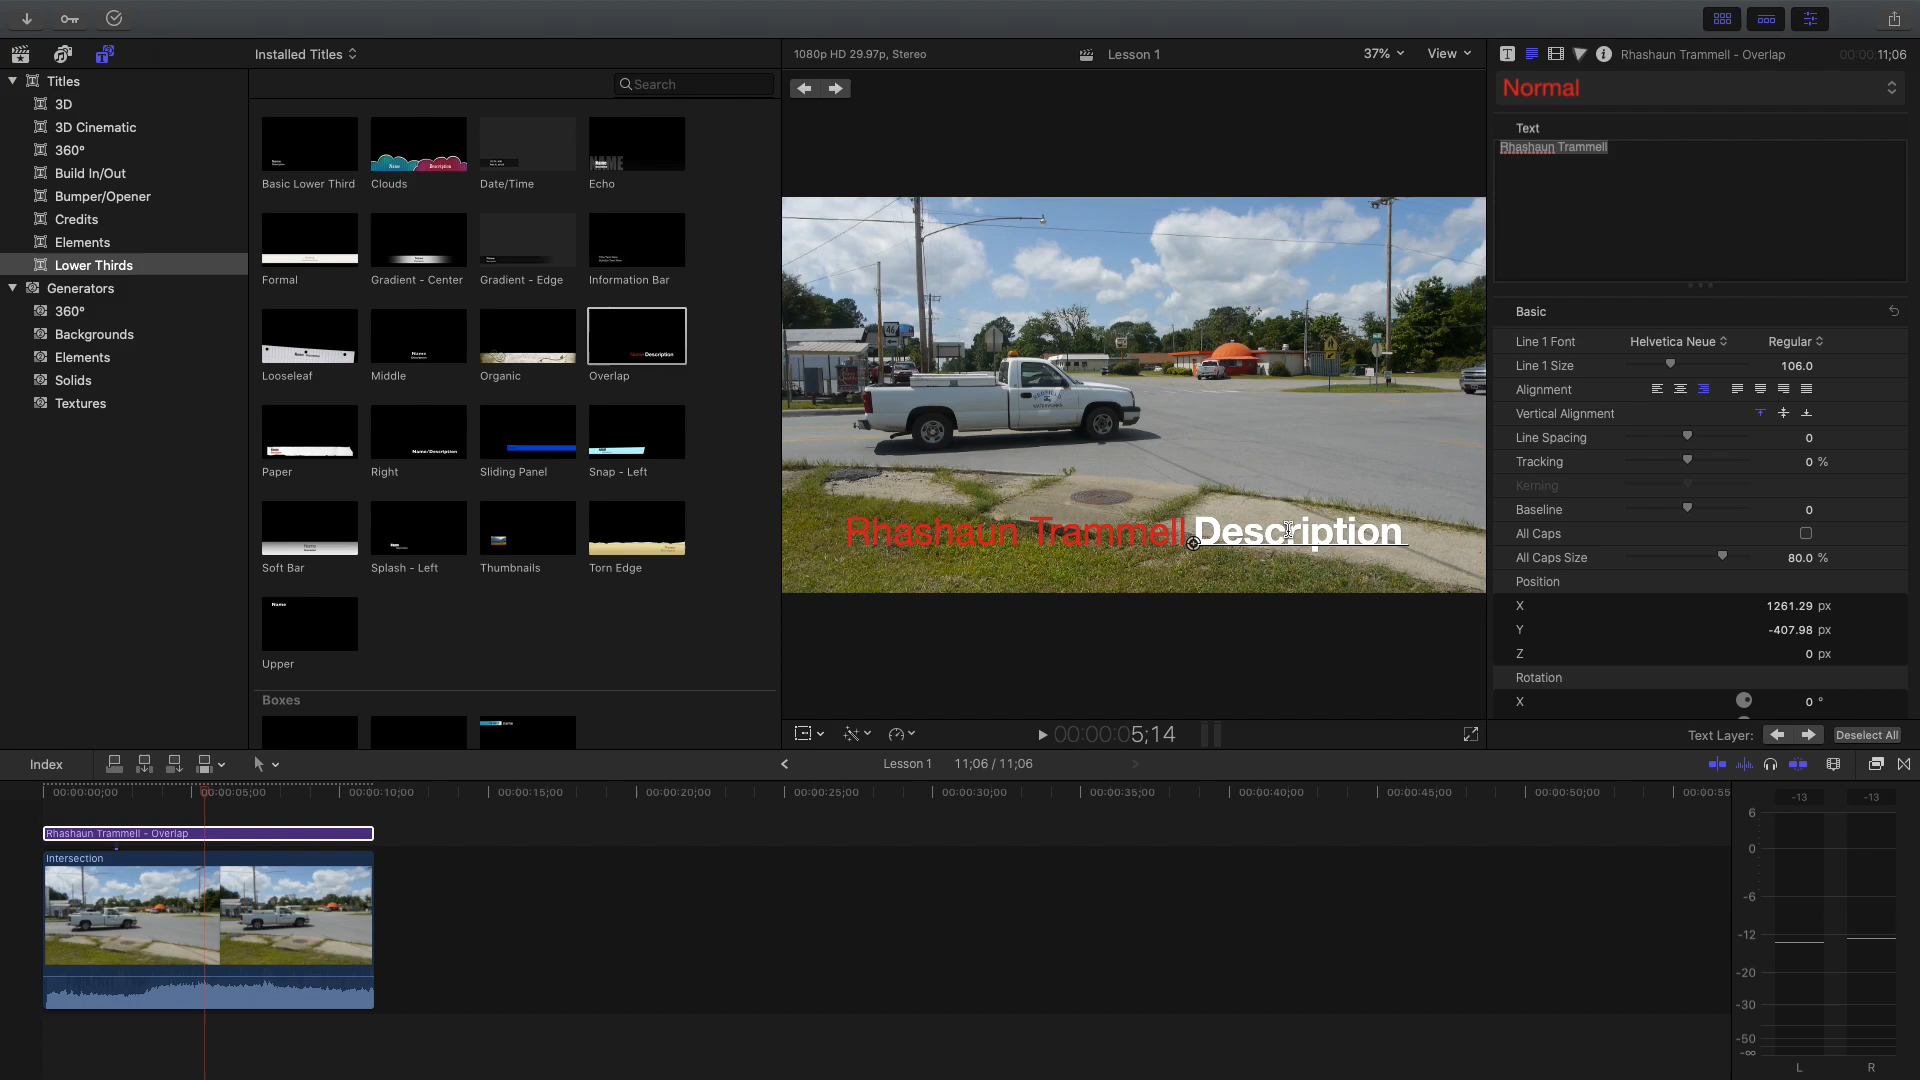 Installed Titles
1080p HD 29.97p, Stereo
Lesson 1
37%
View
Rhashaun Trammell - Overlap
00:00:11;06
Titles
3D
3D Cinematic
360°
Build In/Out
Bumper/Opener
Credits
Elements
Lower Thirds
Generators
360°
Backgrounds
Elements
Solids
Textures
Search
Basic Lower Third
Clouds
Date/Time
Echo
Formal
Gradient - Center
Gradient - Edge
Information Bar
Looseleaf
Middle
Organic
Overlap
Paper
Right
Sliding Panel
Snap - Left
Soft Bar
Splash - Left
Thumbnails
Torn Edge
Upper
Boxes
Rhashaun Trammell Description
00:00:05;14
Normal
Text
Rhashaun Trammell
Basic
Line 1 Font Helvetica Neue Regular
Line 1 Size 106.0
Alignment
Vertical Alignment
Line Spacing 0
Tracking 0 %
Kerning
Baseline 0
All Caps
All Caps Size 80.0 %
Position
X 1261.29 px
Y -407.98 px
Z 0 px
Rotation
X 0 °
Text Layer: Deselect All
Index
Lesson 1 11;06 / 11;06
00:00:00;00 00:00:05;00 00:00:10;00 00:00:15;00 00:00:20;00 00:00:25;00 00:00:30;00 00:00:35;00 00:00:40;00 00:00:45;00 00:00:50;00 00:00:55
Rhashaun Trammell - Overlap
Intersection
-13 -13
6
0
-6
-12
-20
-30
-50
-∞
L R